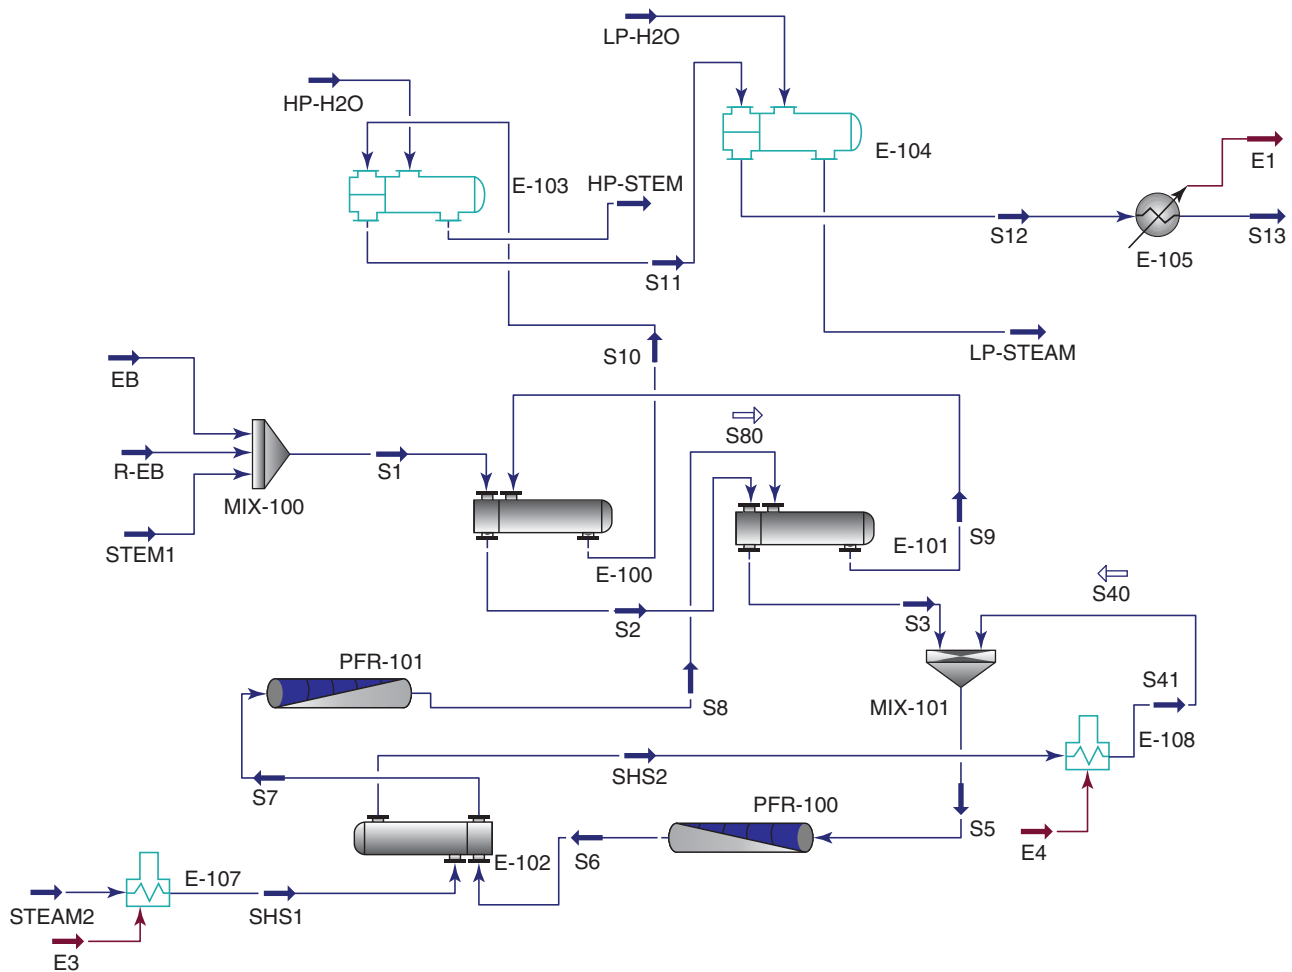 LP-H2O
HP-H2O
E-104
E1
E-103
HP-STEM
S12
S13
E-105
S11
LP-STEAM
S10
EB
S80
R-EB
S1
MIX-100
STEM1
E-100
E-101
S9
S40
S2
S3
PFR-101
S41
S8
MIX-101
E-108
SHS2
S7
PFR-100
S5
E4
S6
E-102
E-107
STEAM2
SHS1
E3